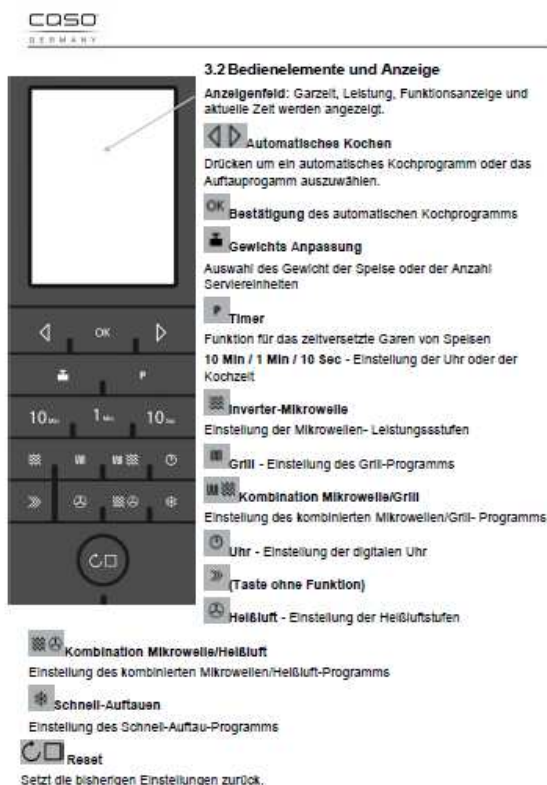 caso
GERMANY
3.2 Bedienelemente und Anzeige
Anzeigenfeld: Garzeit, Leistung, Funktionsanzeige und
aktuelle Zeit werden angezeigt.
Automatisches Kochen
Drücken um ein automatisches Kochprogramm oder das
Auftauprogamm auszuwählen.
OK Bestätigung des automatischen Kochprogramms
Gewichts Anpassung
Auswahl des Gewicht der Speise oder der Anzahl
Serviereinheiten
P Timer
Funktion für das zeitversetzte Garen von Speisen
10 Min / 1 Min / 10 Sec - Einstellung der Uhr oder der
Kochzeit
Inverter-Mikrowelle
Einstellung der Mikrowellen- Leistungssstufen
Grill - Einstellung des Grill-Programms
Kombination Mikrowelle/Grill
Einstellung des kombinierten Mikrowellen/Grill- Programms
Uhr - Einstellung der digitalen Uhr
(Taste ohne Funktion)
Heißluft - Einstellung der Heißluftstufen
OK
P
10 Min 1 Min 10 Sec
Kombination Mikrowelle/Heißluft
Einstellung des kombinierten Mikrowellen/Heißluft-Programms
Schnell-Auftauen
Einstellung des Schnell-Auftau-Programms
Reset
Setzt die bisherigen Einstellungen zurück.